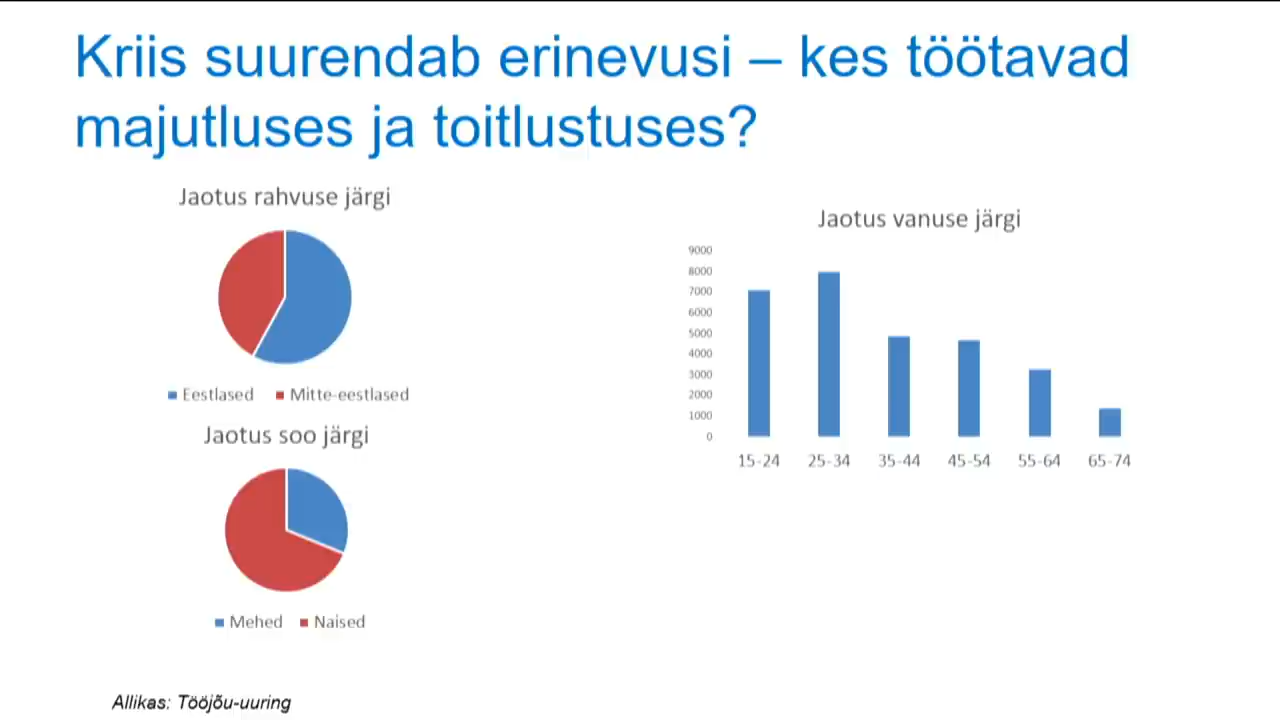 Kriis suurendab erinevusi – kes töötavad
majutluses ja toitlustuses?
Jaotus rahvuse järgi
Eestlased Mitte-eestlased
Jaotus soo järgi
Mehed Naised
Jaotus vanuse järgi
9000
8000
7000
6000
5000
4000
3000
2000
1000
0
15-24 25-34 35-44 45-54 55-64 65-74
Allikas: Tööjõu-uuring